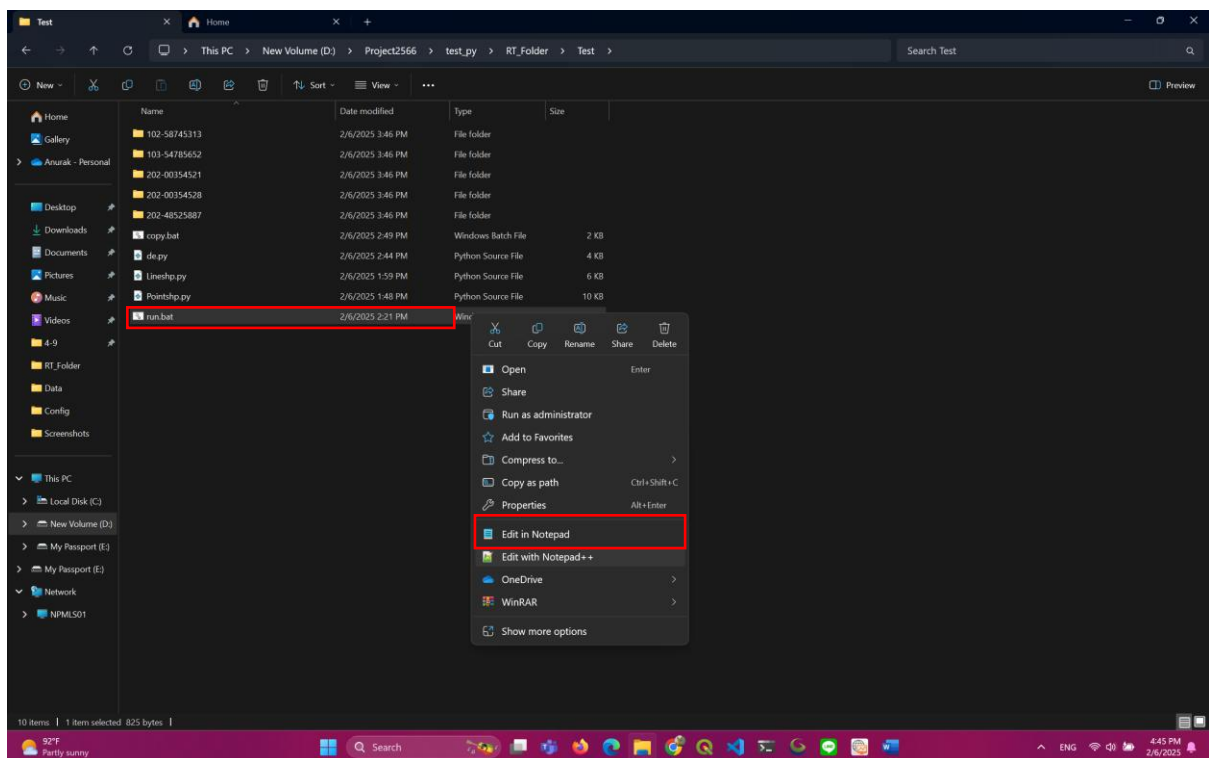 Test Home
This PC New Volume (D:) Project2566 test_py RT_Folder Test Search Test
New Sort View Preview
Name Date modified Type Size
Home
Gallery
Anurak - Personal
Desktop
Downloads
Documents
Pictures
Music
Videos
4-9
RT_Folder
Data
Config
Screenshots
This PC
Local Disk (C:)
New Volume (D:)
My Passport (E:)
My Passport (E:)
Network
NPMLS01
102-58745313 2/6/2025 3:46 PM File folder
103-54785652 2/6/2025 3:46 PM File folder
202-00354521 2/6/2025 3:46 PM File folder
202-00354528 2/6/2025 3:46 PM File folder
202-48525887 2/6/2025 3:46 PM File folder
copy.bat 2/6/2025 2:49 PM Windows Batch File 2 KB
de.py 2/6/2025 2:44 PM Python Source File 4 KB
Lineshp.py 2/6/2025 1:59 PM Python Source File 6 KB
Pointshp.py 2/6/2025 1:48 PM Python Source File 10 KB
run.bat 2/6/2025 2:21 PM
Cut Copy Rename Share Delete
Open Enter
Share
Run as administrator
Add to Favorites
Compress to...
Copy as path Ctrl+Shift+C
Properties Alt+Enter
Edit in Notepad
Edit with Notepad++
OneDrive
WinRAR
Show more options
10 items 1 item selected 825 bytes
92°F
Partly sunny
Search
ENG
4:45 PM
2/6/2025